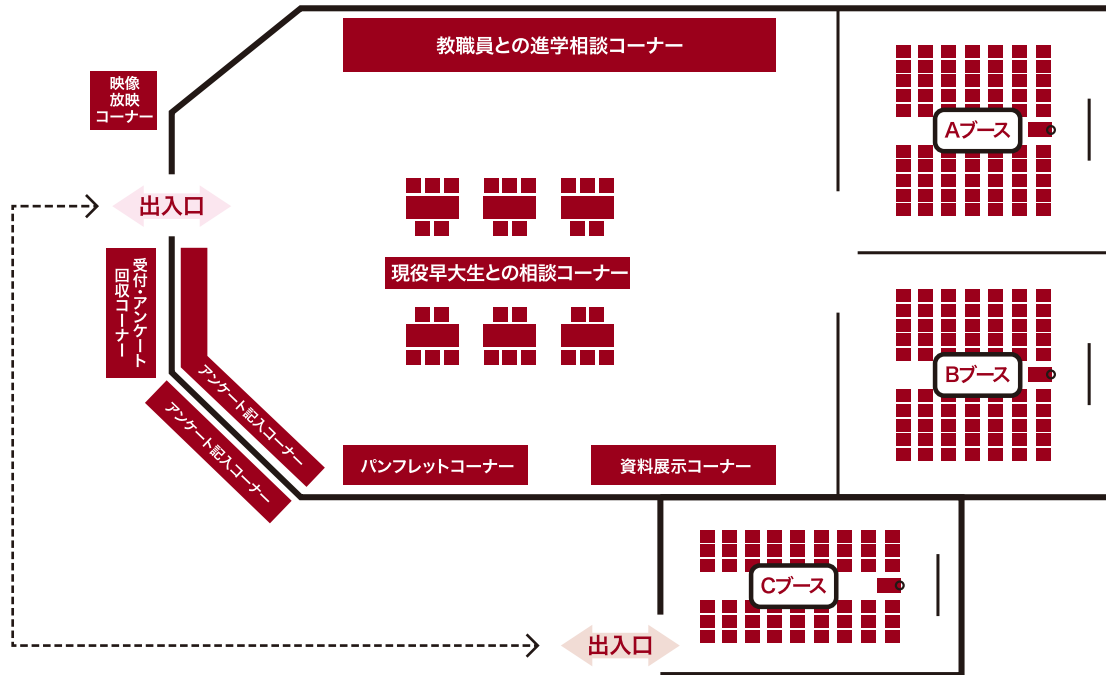 教職員との進学相談コーナー
映像
放映
コーナー
Aブース
出入口
現役早大生との相談コーナー
受付・アンケート
回収コーナー
Bブース
アンケート記入コーナー
アンケート記入コーナー
パンフレットコーナー
資料展示コーナー
Cブース
出入口